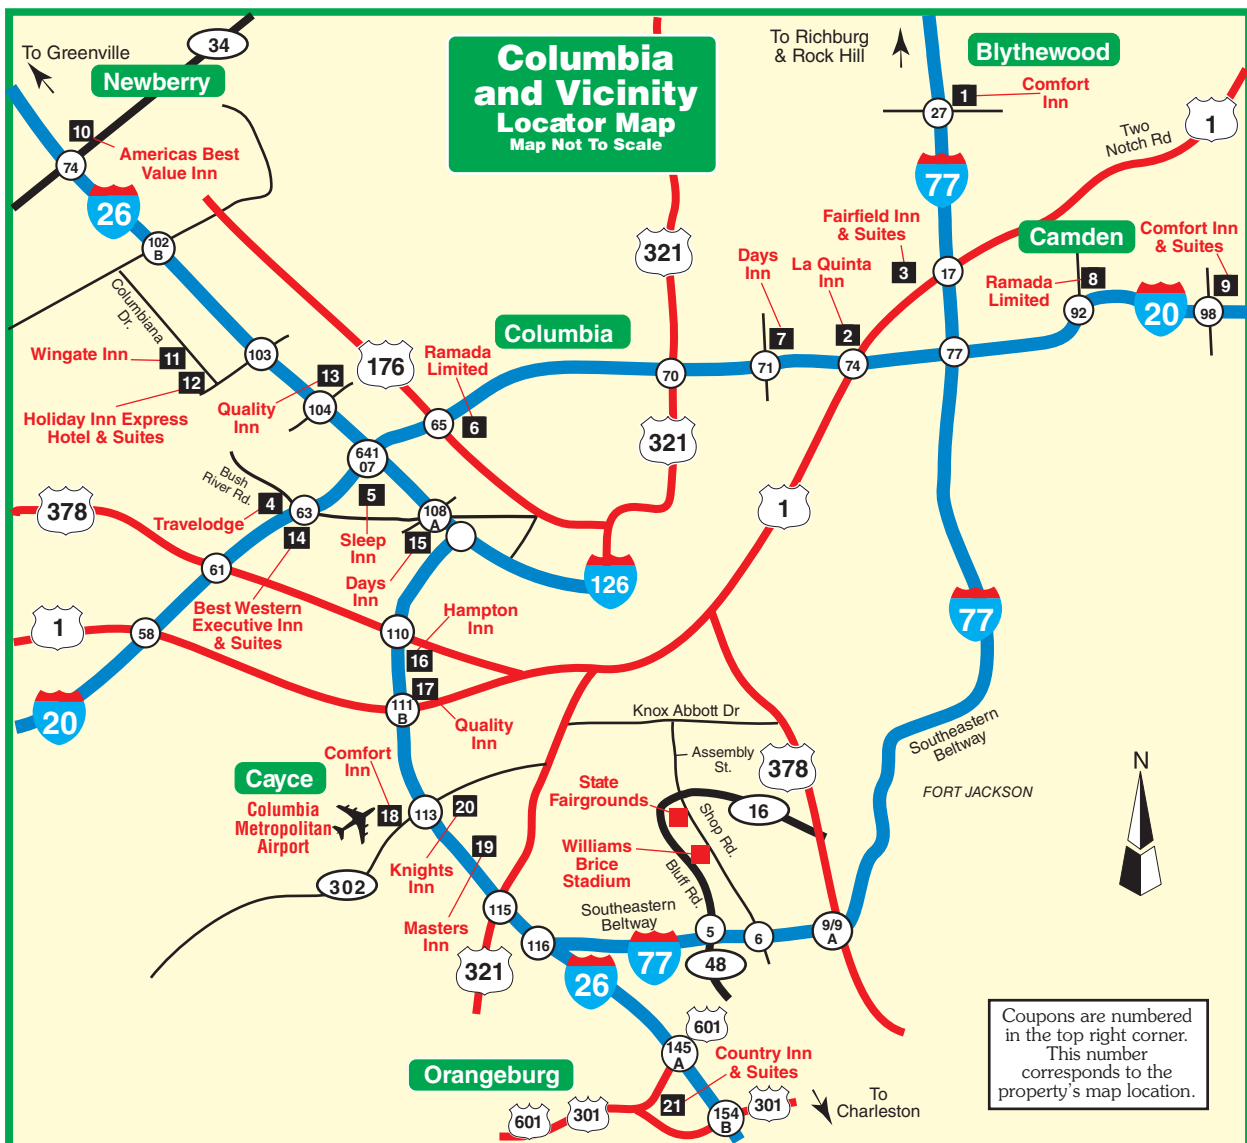 Columbia
and Vicinity
Locator Map
Map Not To Scale
To Greenville
34
Newberry
10
Americas Best
Value Inn
74
26
102
B
Columbiana
Dr.
Wingate Inn
11
12
Holiday Inn Express
Hotel & Suites
103
13
Quality
Inn
104
176
Ramada
Limited
65
6
Columbia
321
70
321
To Richburg
& Rock Hill
Blythewood
1
Comfort
Inn
27
77
Two
Notch Rd
1
Fairfield Inn
& Suites
3
17
Camden
Comfort Inn
& Suites
9
Ramada
Limited
8
92
20
98
Days
Inn
7
71
La Quinta
Inn
2
74
77
641
07
Bush
River Rd.
4
Travelodge
63
5
Sleep
Inn
14
Best Western
Executive Inn
& Suites
108
A
15
Days
Inn
126
1
378
61
1
58
20
110
Hampton
Inn
16
17
111
B
Quality
Inn
77
Southeastern
Beltway
FORT JACKSON
N
Knox Abbott Dr
Assembly
St.
378
State
Fairgrounds
16
Shop Rd.
Williams
Brice
Stadium
Bluff Rd.
Cayce
Comfort
Inn
18
Columbia
Metropolitan
Airport
113
20
Knights
Inn
19
Masters
Inn
302
115
321
116
Southeastern
Beltway
77
5
6
9/9
A
48
26
601
145
A
Country Inn
& Suites
21
Orangeburg
601
301
154
B
301
To
Charleston
Coupons are numbered
in the top right corner.
This number
corresponds to the
property's map location.